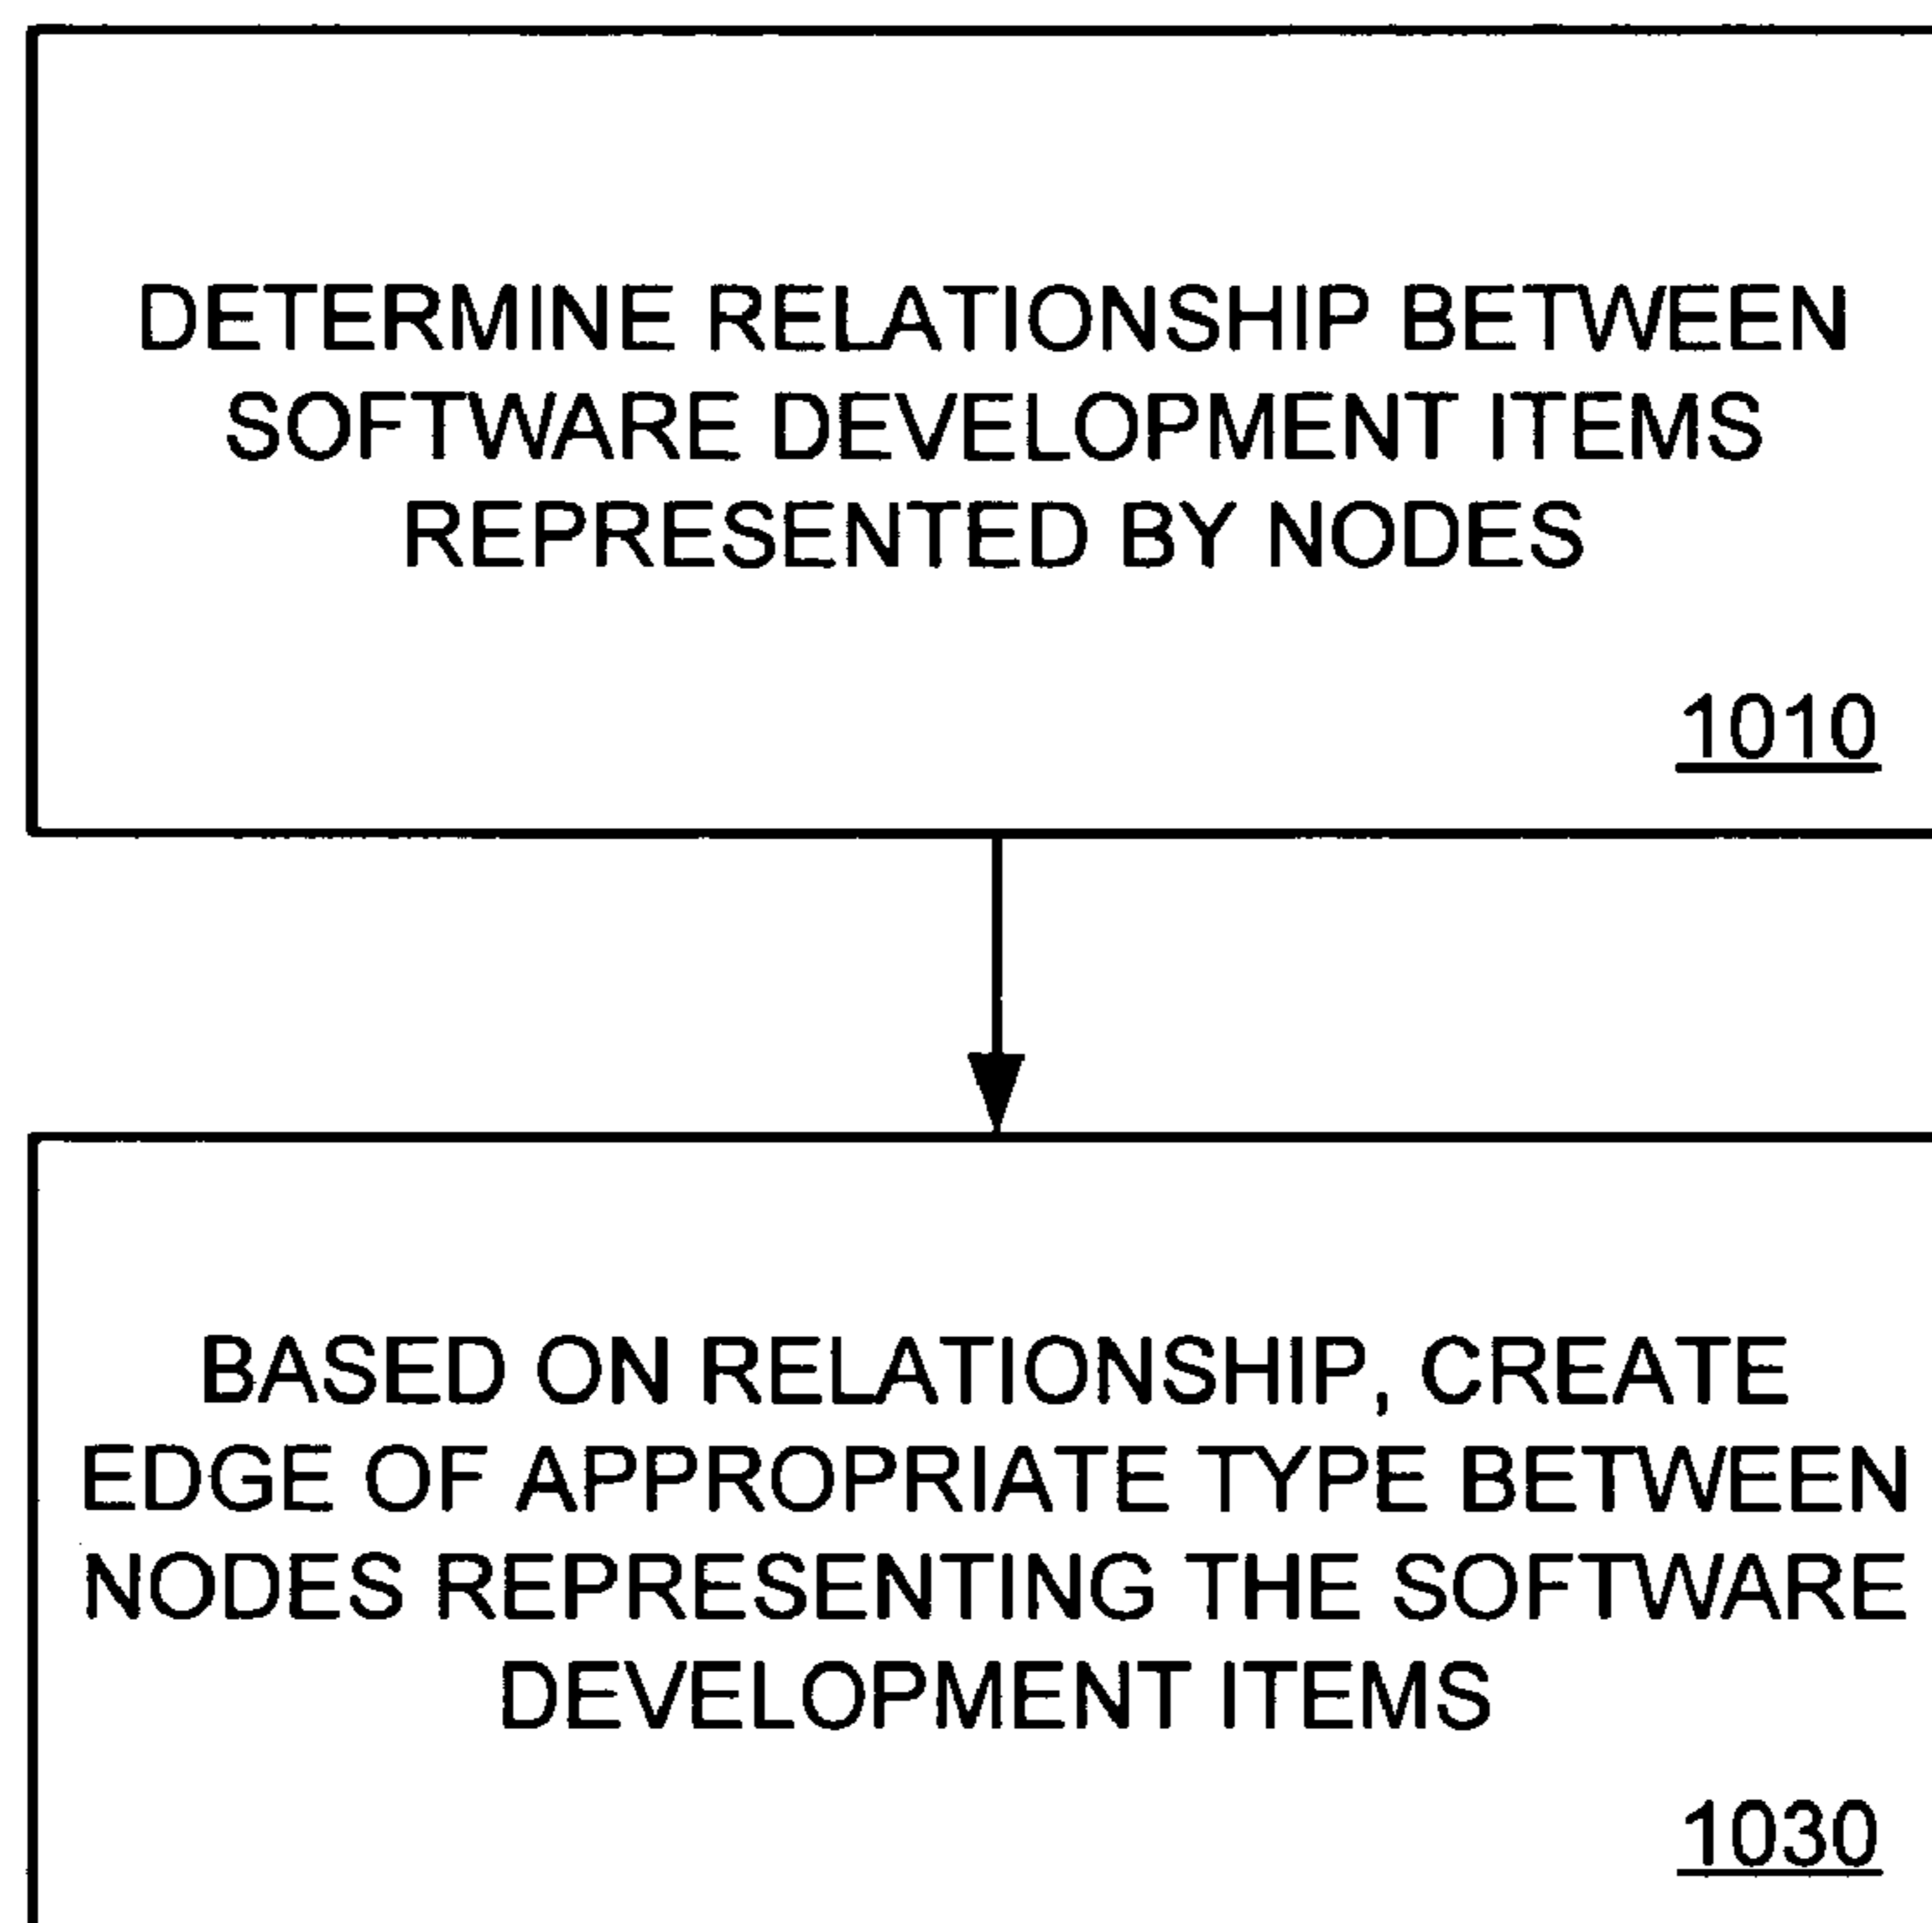 DETERMINE RELATIONSHIP BETWEEN
SOFTWARE DEVELOPMENT ITEMS
REPRESENTED BY NODES
1010
BASED ON RELATIONSHIP, CREATE
EDGE OF APPROPRIATE TYPE BETWEEN
NODES REPRESENTING THE SOFTWARE
DEVELOPMENT ITEMS
1030